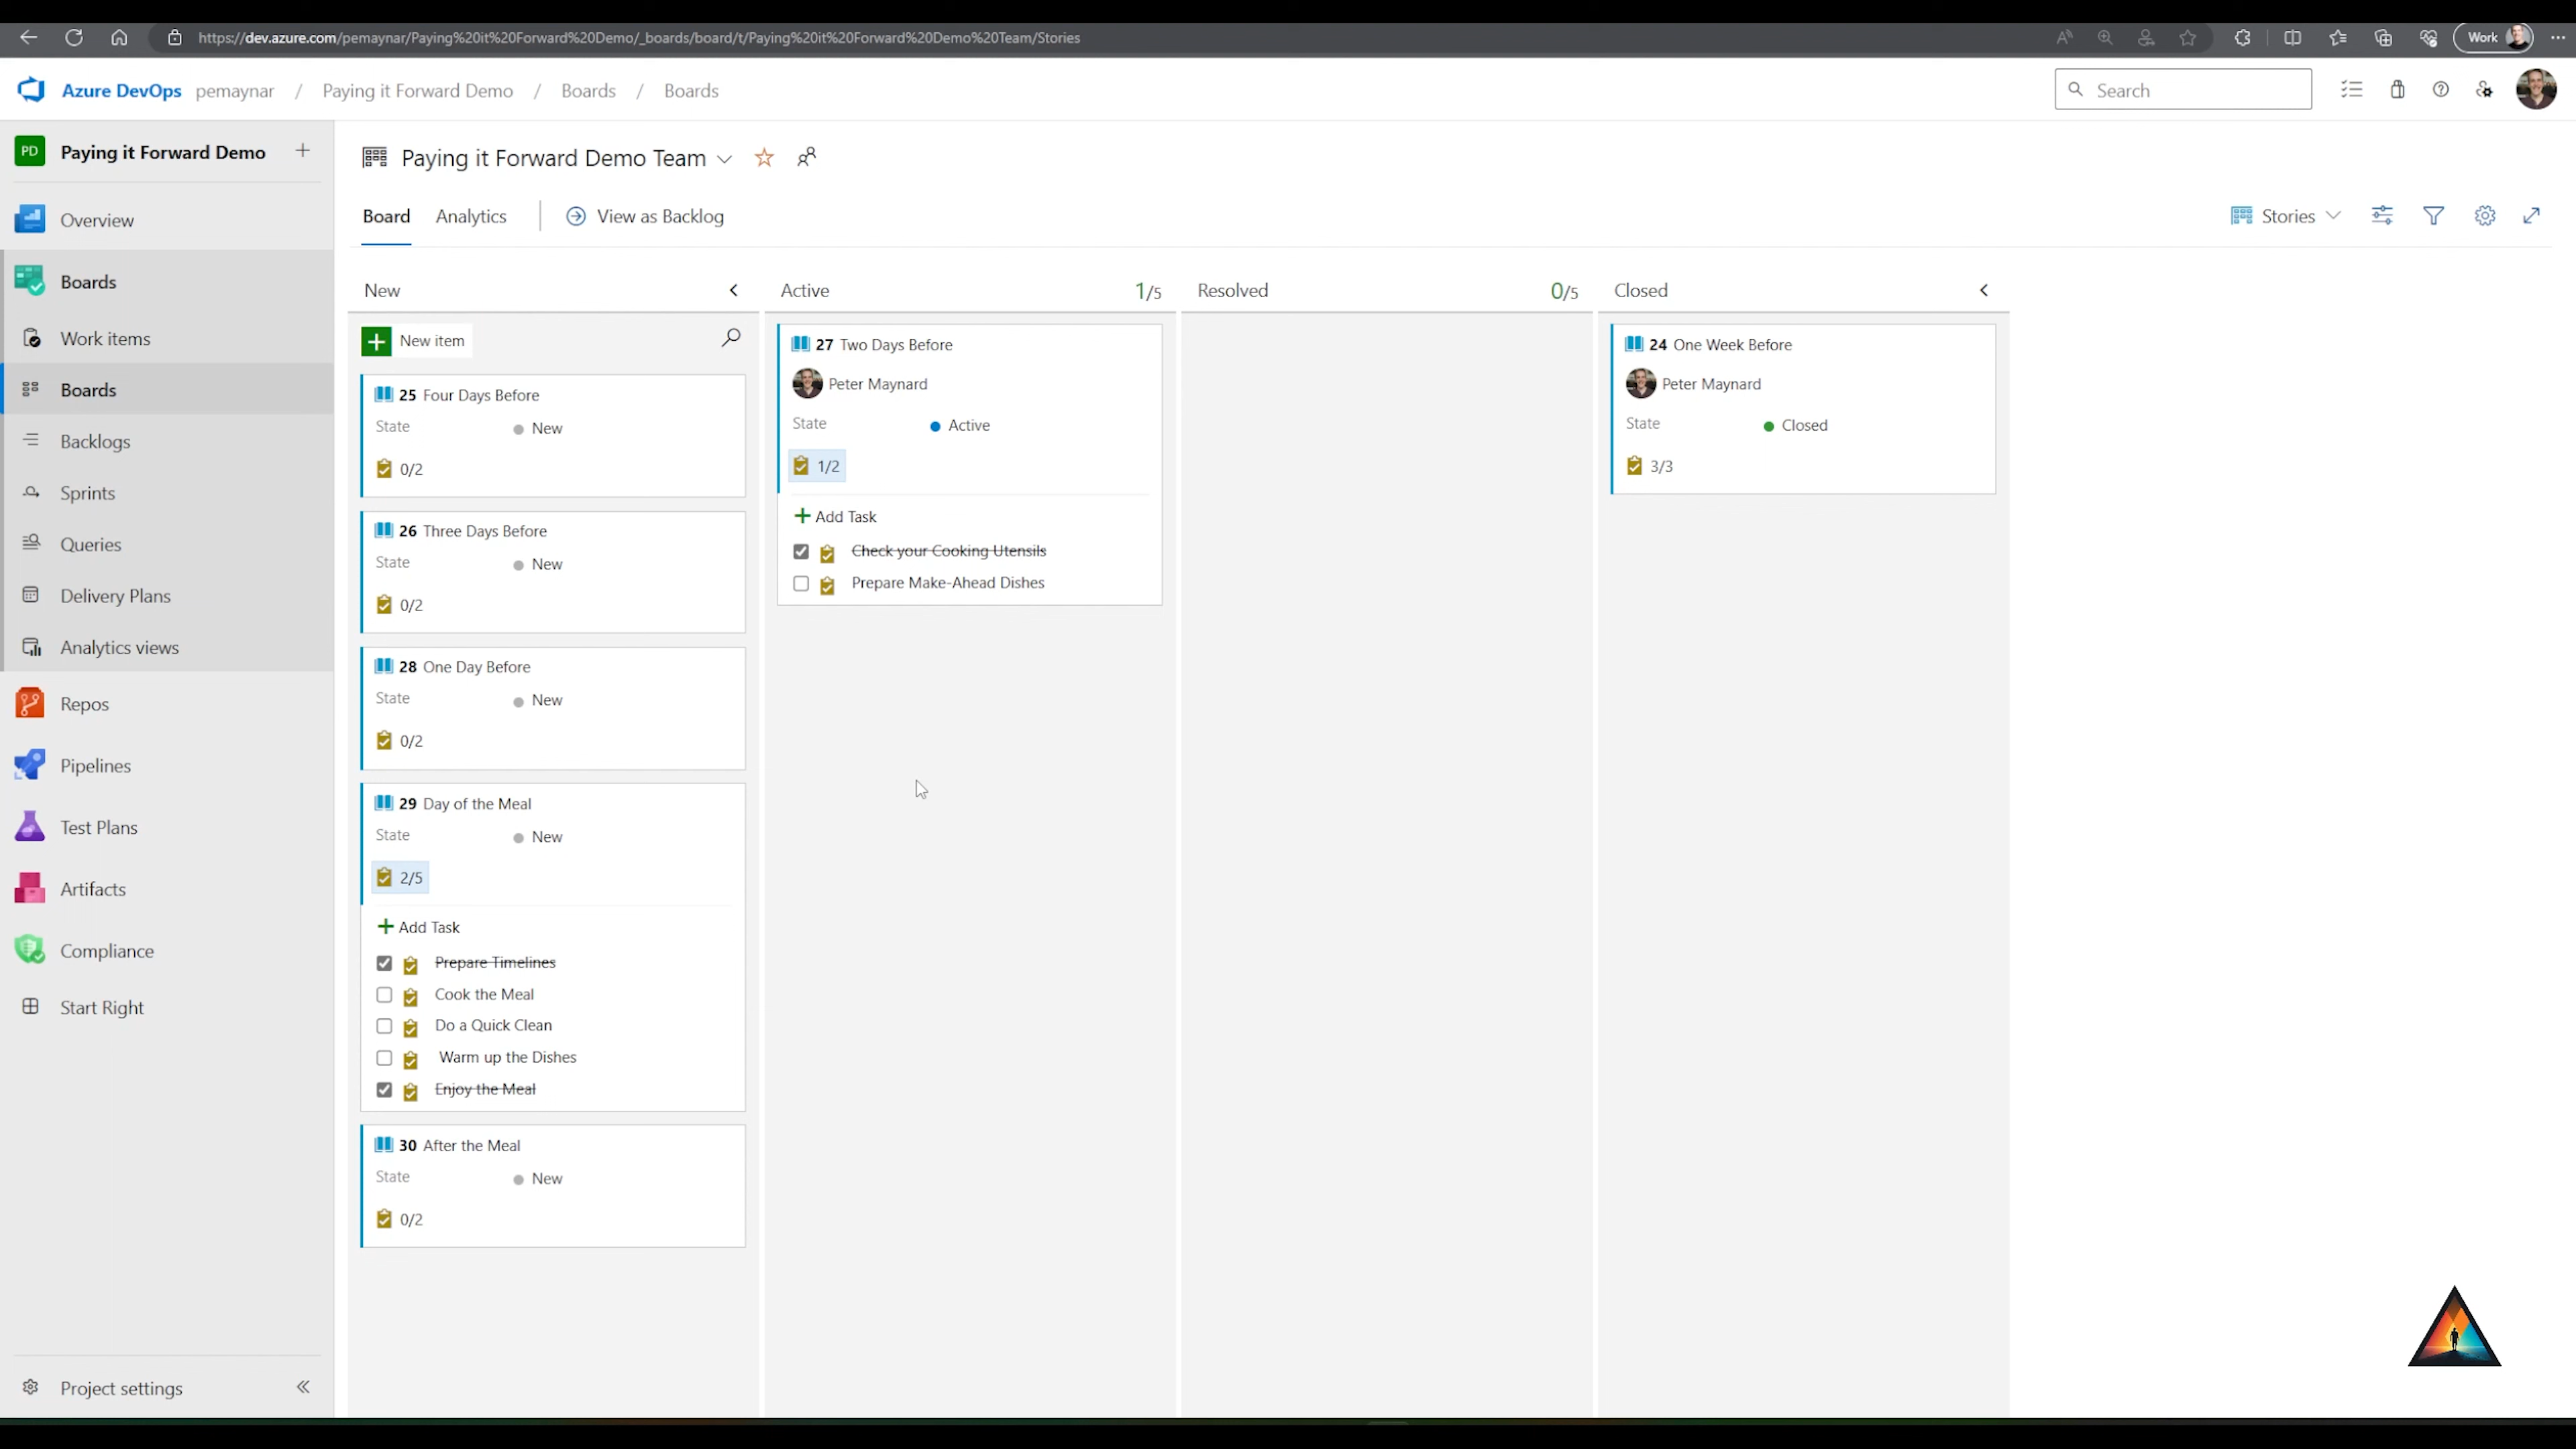 https://dev.azure.com/pemaynar/Paying%20it%20Forward%20Demo/_boards/board/t/Paying%20it%20Forward%20Demo%20Team/Stories
Work
Azure DevOps pemaynar / Paying it Forward Demo / Boards / Boards
Search
PD Paying it Forward Demo
Overview
Boards
Work items
Boards
Backlogs
Sprints
Queries
Delivery Plans
Analytics views
Repos
Pipelines
Test Plans
Artifacts
Compliance
Start Right
Project settings
Paying it Forward Demo Team
Board Analytics View as Backlog
Stories
New
New item
25 Four Days Before
State New
0/2
26 Three Days Before
State New
0/2
28 One Day Before
State New
0/2
29 Day of the Meal
State New
2/5
Add Task
Prepare Timelines
Cook the Meal
Do a Quick Clean
Warm up the Dishes
Enjoy the Meal
30 After the Meal
State New
0/2
Active 1/5
27 Two Days Before
Peter Maynard
State Active
1/2
Add Task
Check your Cooking Utensils
Prepare Make-Ahead Dishes
Resolved 0/5
Closed
24 One Week Before
Peter Maynard
State Closed
3/3